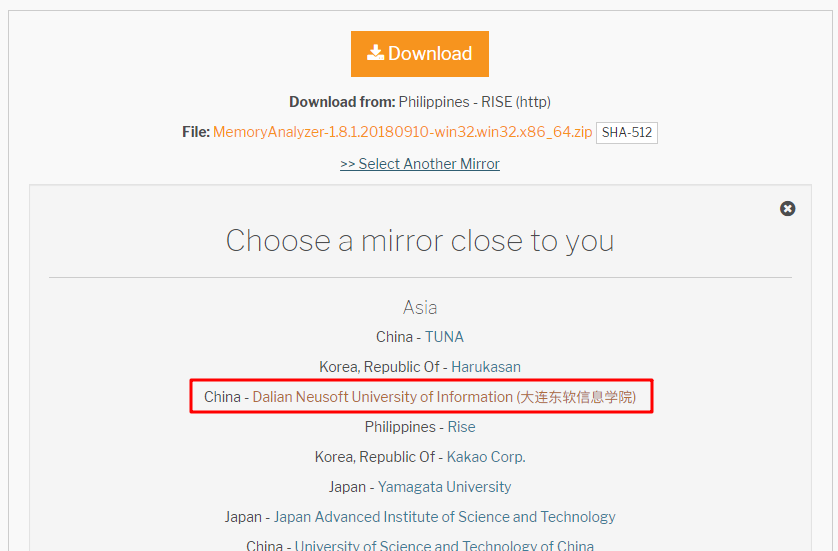 Download
Download from: Philippines - RISE (http)
File: MemoryAnalyzer-1.8.1.20180910-win32.win32.x86_64.zip SHA-512
>> Select Another Mirror
Choose a mirror close to you
Asia
China - TUNA
Korea, Republic Of - Harukasan
China - Dalian Neusoft University of Information (大连东软信息学院)
Philippines - Rise
Korea, Republic Of - Kakao Corp.
Japan - Yamagata University
Japan - Japan Advanced Institute of Science and Technology
China - University of Science and Technology of China